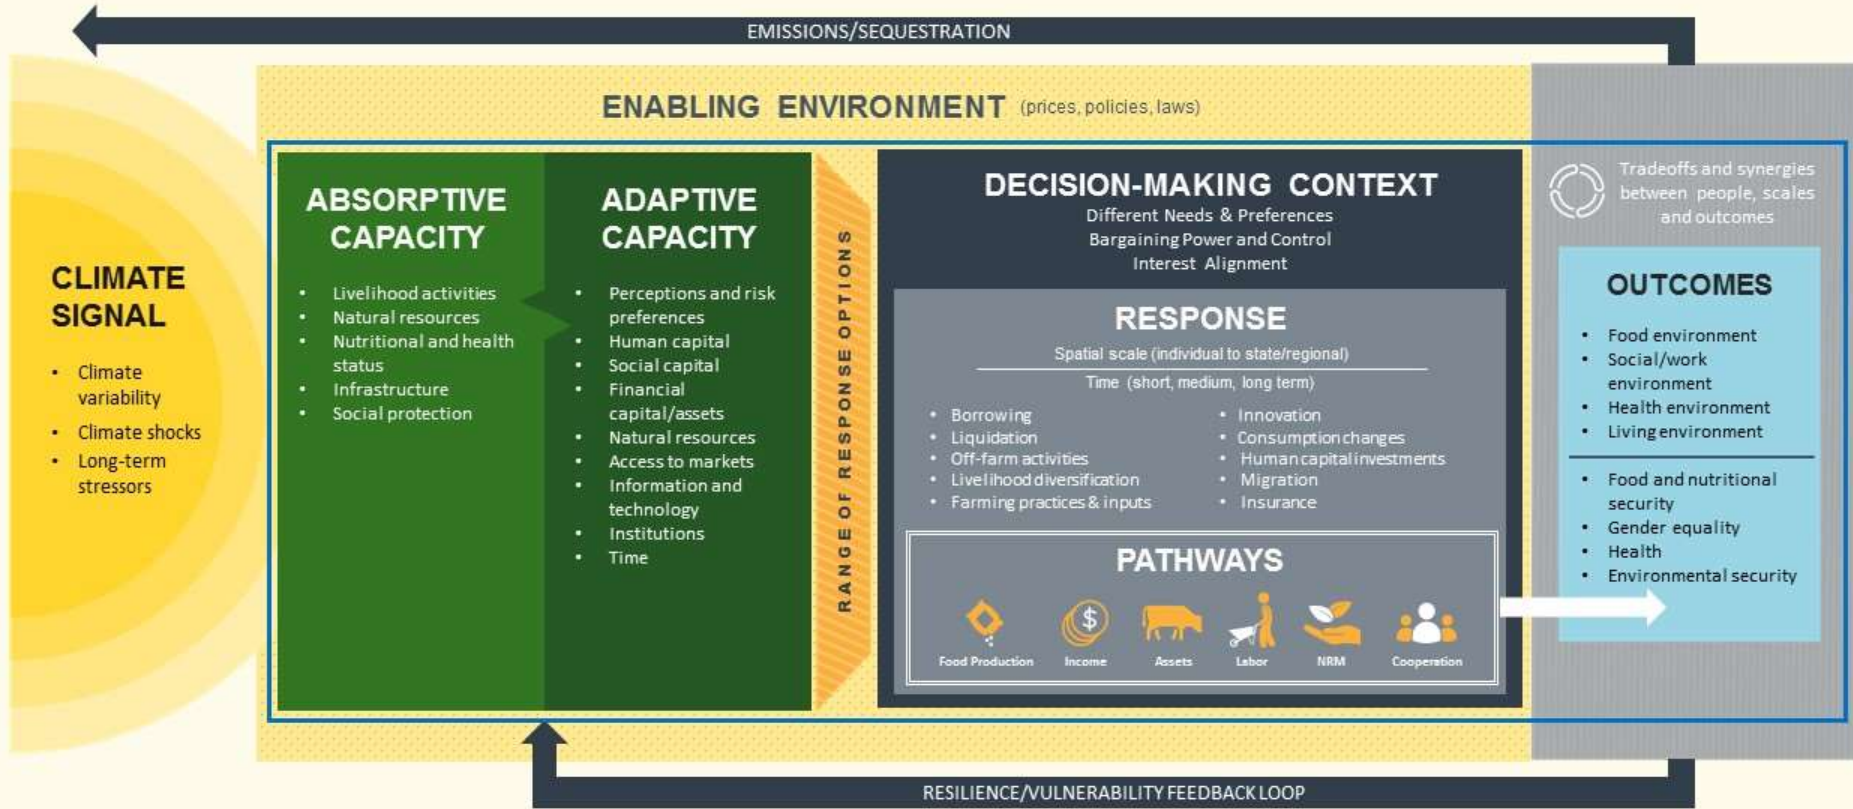 EMISSIONS/SEQUESTRATION
ENABLING ENVIRONMENT (prices, policies, laws)
CLIMATE
SIGNAL
• Climate
variability
• Climate shocks
• Long-term
stressors
ABSORPTIVE
CAPACITY
• Livelihood activities
• Natural resources
• Nutritional and health
status
• Infrastructure
• Social protection
ADAPTIVE
CAPACITY
• Perceptions and risk
preferences
• Human capital
• Social capital
• Financial
capital/assets
• Natural resources
• Access to markets
• Information and
technology
• Institutions
• Time
RANGE OF RESPONSE OPTIONS
DECISION-MAKING CONTEXT
Different Needs & Preferences
Bargaining Power and Control
Interest Alignment
RESPONSE
Spatial scale (individual to state/regional)
Time (short, medium, long term)
• Borrowing
• Liquidation
• Off-farm activities
• Livelihood diversification
• Farming practices & inputs
• Innovation
• Consumption changes
• Human capital investments
• Migration
• Insurance
PATHWAYS
$
Food Production
Income
Assets
Labor
NRM
Cooperation
Tradeoffs and synergies
between people, scales
and outcomes
OUTCOMES
• Food environment
• Social/work
environment
• Health environment
• Living environment
• Food and nutritional
security
• Gender equality
• Health
• Environmental security
RESILIENCE/VULNERABILITY FEEDBACK LOOP